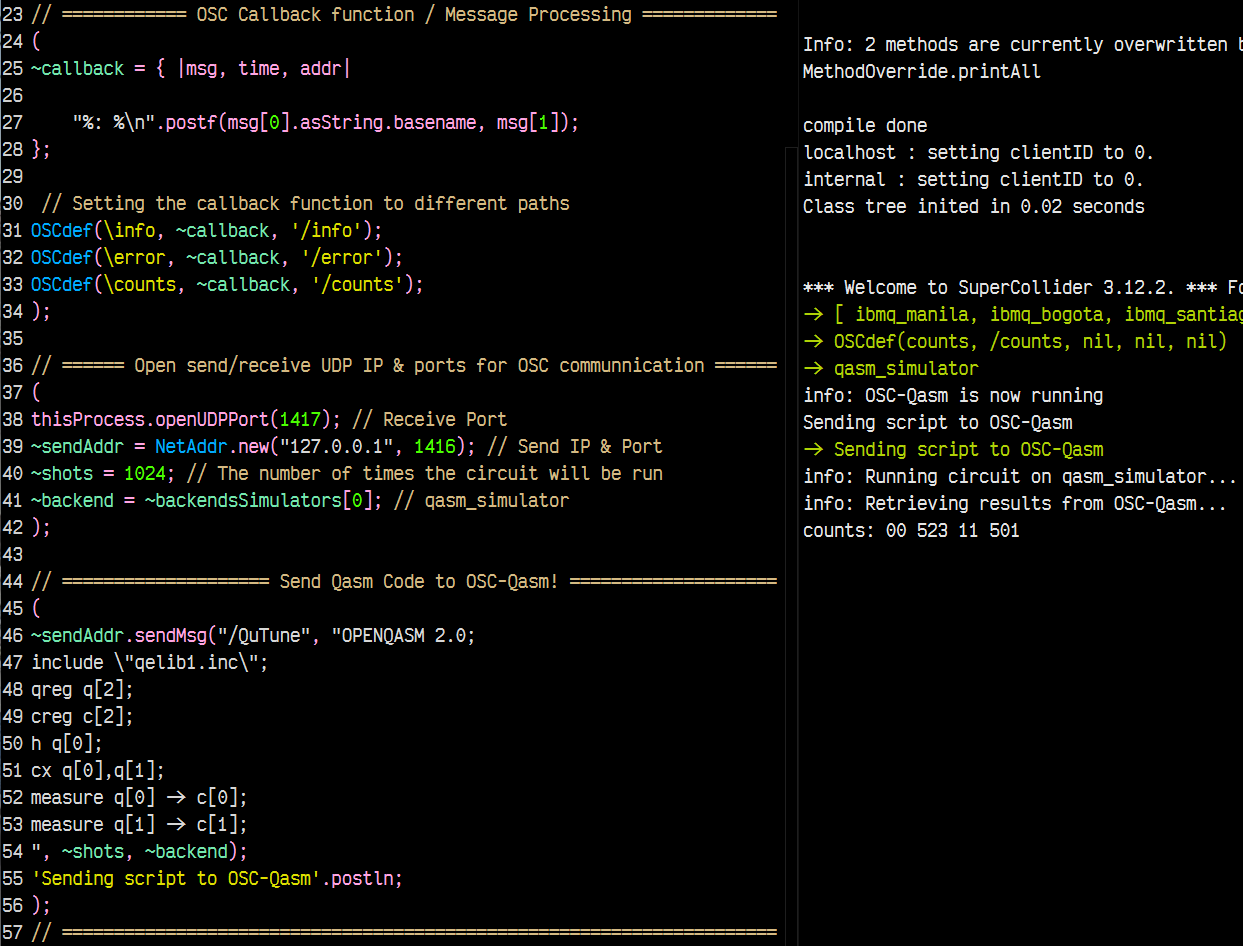 23 // ============ OSC Callback function / Message Processing =============
24 (
25 ~callback = { |msg, time, addr|
26
27     "%: %\n".postf(msg[0].asString.basename, msg[1]);
28 };
29
30  // Setting the callback function to different paths
31 OSCdef(\info, ~callback, '/info');
32 OSCdef(\error, ~callback, '/error');
33 OSCdef(\counts, ~callback, '/counts');
34 );
35
36 // ====== Open send/receive UDP IP & ports for OSC communnication ======
37 (
38 thisProcess.openUDPPort(1417); // Receive Port
39 ~sendAddr = NetAddr.new("127.0.0.1", 1416); // Send IP & Port
40 ~shots = 1024; // The number of times the circuit will be run
41 ~backend = ~backendsSimulators[0]; // qasm_simulator
42 );
43
44 // ==================== Send Qasm Code to OSC-Qasm! ====================
45 (
46 ~sendAddr.sendMsg("/QuTune", "OPENQASM 2.0;
47 include \"qelib1.inc\";
48 qreg q[2];
49 creg c[2];
50 h q[0];
51 cx q[0],q[1];
52 measure q[0] -> c[0];
53 measure q[1] -> c[1];
54 ", ~shots, ~backend);
55 'Sending script to OSC-Qasm'.postln;
56 );
57 // =====================================================================
Info: 2 methods are currently overwritten
MethodOverride.printAll
compile done
localhost : setting clientID to 0.
internal : setting clientID to 0.
Class tree inited in 0.02 seconds
*** Welcome to SuperCollider 3.12.2. *** Fo
-> [ ibmq_manila, ibmq_bogota, ibmq_santiag
-> OSCdef(counts, /counts, nil, nil, nil)
-> qasm_simulator
info: OSC-Qasm is now running
Sending script to OSC-Qasm
-> Sending script to OSC-Qasm
info: Running circuit on qasm_simulator...
info: Retrieving results from OSC-Qasm...
counts: 00 523 11 501